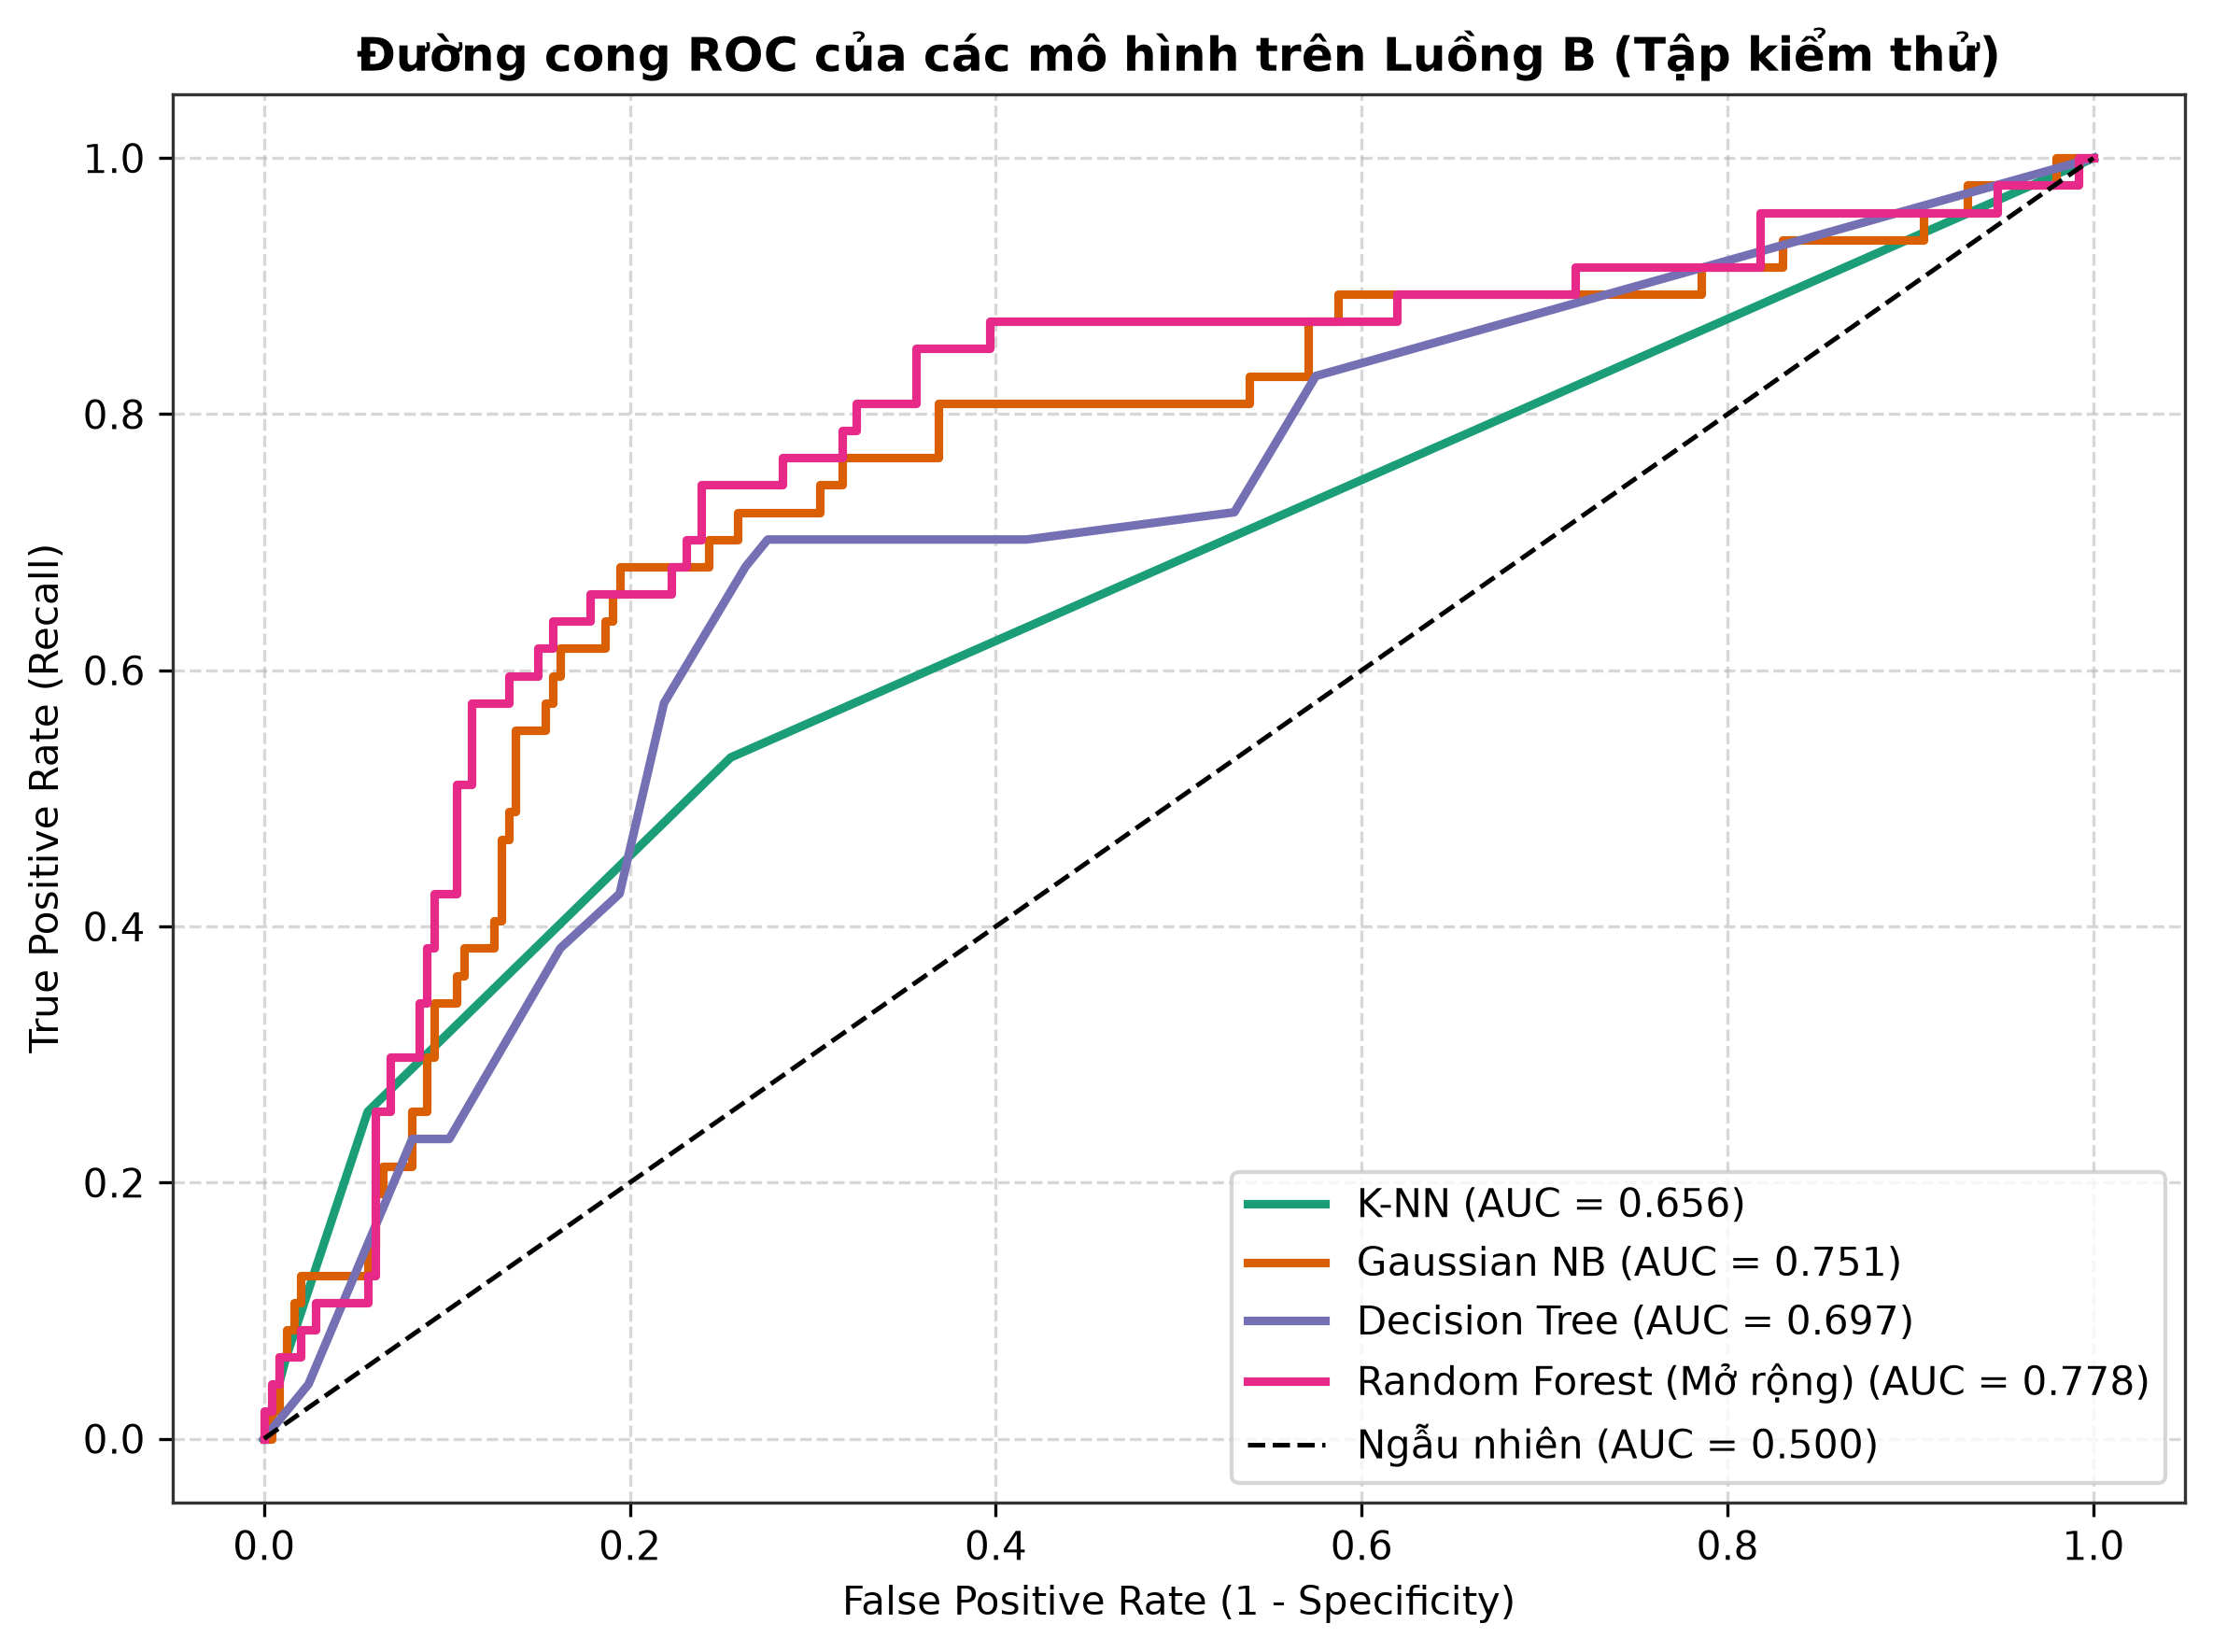 Đường cong ROC của các mô hình trên Luồng B (Tập kiểm thử)
True Positive Rate (Recall)
1.0
0.8
0.6
0.4
0.2
0.0
0.0 0.2 0.4 0.6 0.8 1.0
False Positive Rate (1 - Specificity)
K-NN (AUC = 0.656)
Gaussian NB (AUC = 0.751)
Decision Tree (AUC = 0.697)
Random Forest (Mở rộng) (AUC = 0.778)
Ngẫu nhiên (AUC = 0.500)